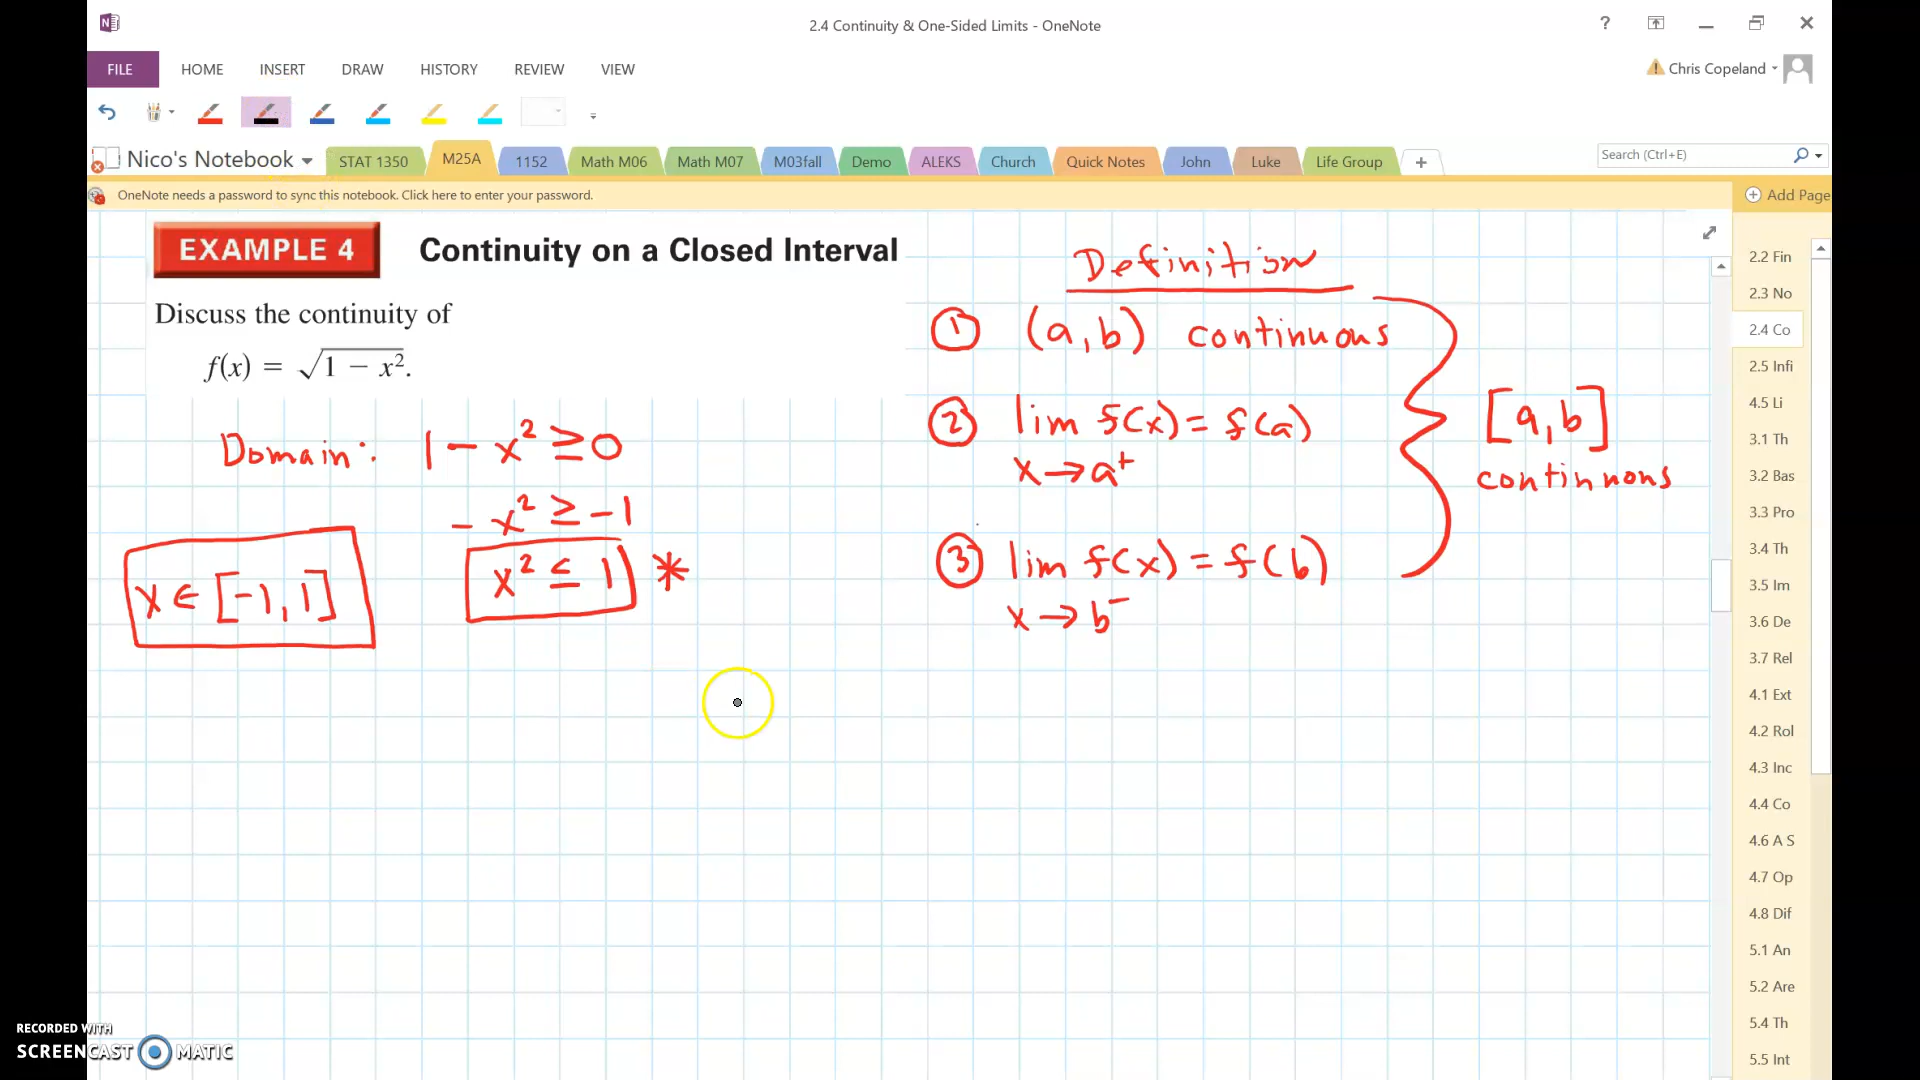 2.4 Continuity & One-Sided Limits - OneNote
FILE HOME INSERT DRAW HISTORY REVIEW VIEW
Chris Copeland
Nico's Notebook STAT 1350 M25A 1152 Math M06 Math M07 M03fall Demo ALEKS Church Quick Notes John Luke Life Group
Search (Ctrl+E)
OneNote needs a password to sync this notebook. Click here to enter your password.
Add Page
EXAMPLE 4 Continuity on a Closed Interval
Discuss the continuity of
f(x) = √1 − x².
Domain: 1 − x² ≥ 0
− x² ≥ −1
x² ≤ 1 *
x ∈ [−1, 1]
Definition
① (a, b) continuous
② lim f(x) = f(a)
x → a⁺
③ lim f(x) = f(b)
x → b⁻
[a, b]
continuous
2.2 Fin
2.3 No
2.4 Co
2.5 Infi
4.5 Li
3.1 Th
3.2 Bas
3.3 Pro
3.4 Th
3.5 Im
3.6 De
3.7 Rel
4.1 Ext
4.2 Rol
4.3 Inc
4.4 Co
4.6 A S
4.7 Op
4.8 Dif
5.1 An
5.2 Are
5.4 Th
5.5 Int
RECORDED WITH
SCREENCAST MATIC